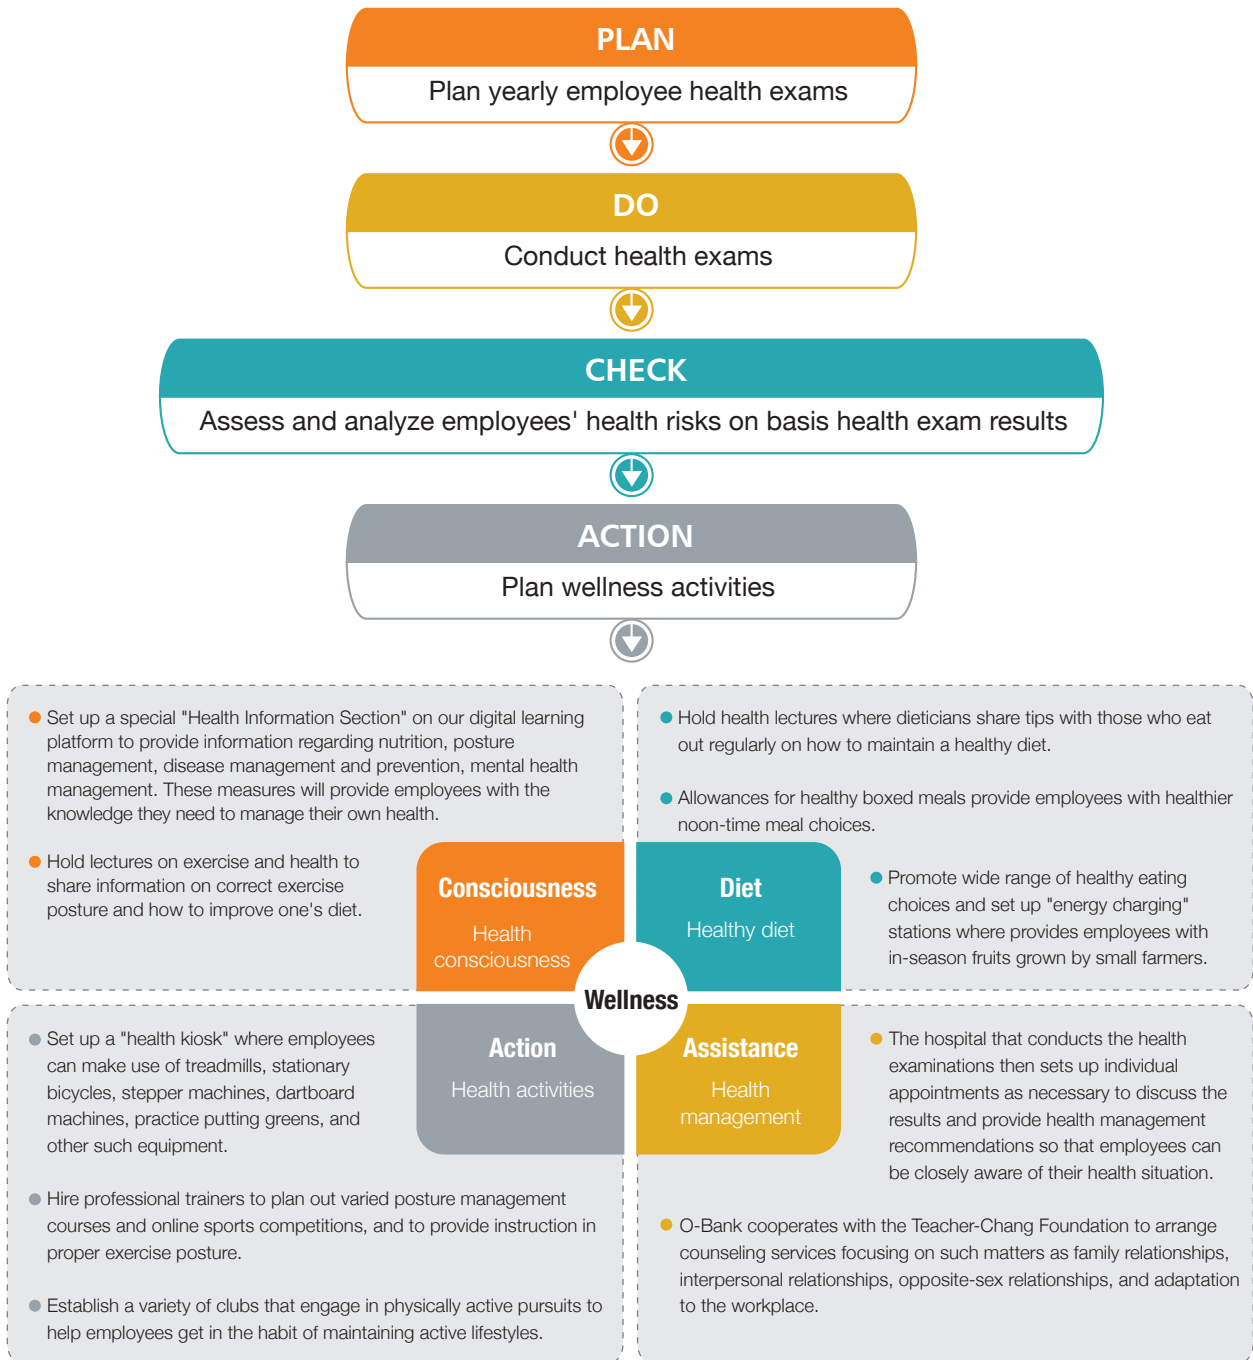 PLAN
Plan yearly employee health exams
DO
Conduct health exams
CHECK
Assess and analyze employees' health risks on basis health exam results
ACTION
Plan wellness activities
● Set up a special "Health Information Section" on our digital learning
platform to provide information regarding nutrition, posture
management, disease management and prevention, mental health
management. These measures will provide employees with the
knowledge they need to manage their own health.
● Hold lectures on exercise and health to
share information on correct exercise
posture and how to improve one's diet.
● Hold health lectures where dieticians share tips with those who eat
out regularly on how to maintain a healthy diet.
● Allowances for healthy boxed meals provide employees with healthier
noon-time meal choices.
● Promote wide range of healthy eating
choices and set up "energy charging"
stations where provides employees with
in-season fruits grown by small farmers.
Consciousness
Health
consciousness
Diet
Healthy diet
Wellness
Action
Health activities
Assistance
Health
management
● Set up a "health kiosk" where employees
can make use of treadmills, stationary
bicycles, stepper machines, dartboard
machines, practice putting greens, and
other such equipment.
● Hire professional trainers to plan out varied posture management
courses and online sports competitions, and to provide instruction in
proper exercise posture.
● Establish a variety of clubs that engage in physically active pursuits to
help employees get in the habit of maintaining active lifestyles.
● The hospital that conducts the health
examinations then sets up individual
appointments as necessary to discuss the
results and provide health management
recommendations so that employees can
be closely aware of their health situation.
● O-Bank cooperates with the Teacher-Chang Foundation to arrange
counseling services focusing on such matters as family relationships,
interpersonal relationships, opposite-sex relationships, and adaptation
to the workplace.